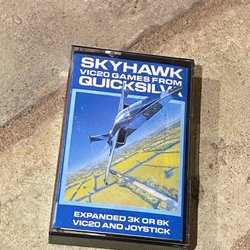 SKYHAWK
VIC20 GAMES FROM
QUICKSILVA
EXPANDED 3K OR 8K
VIC20 AND JOYSTICK